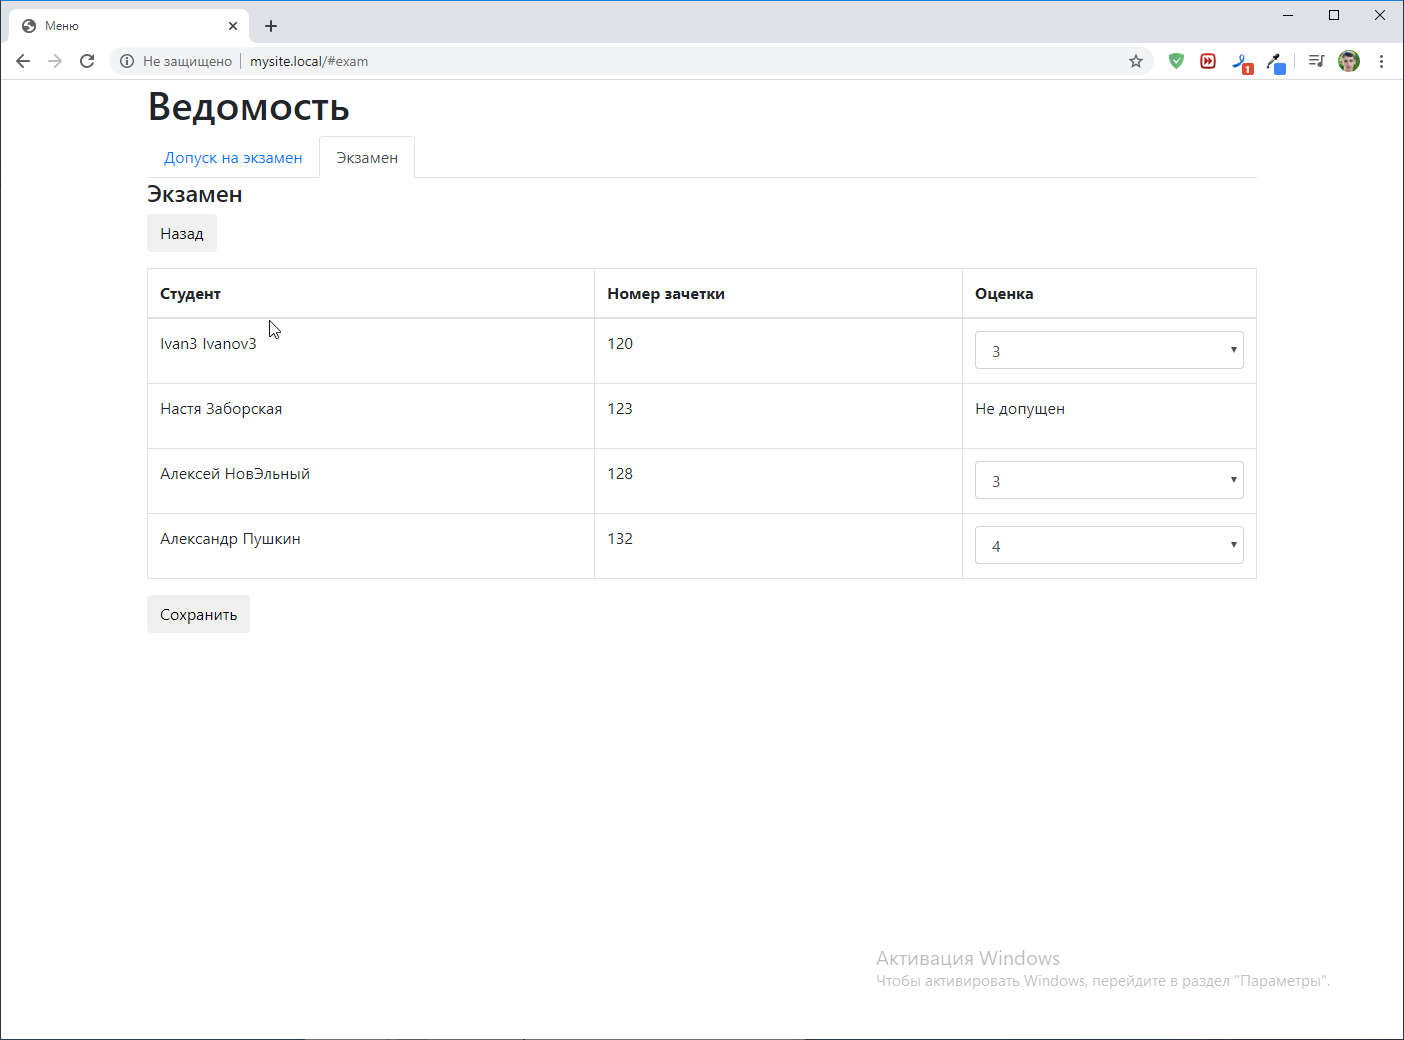 Меню
Не защищено mysite.local/#exam
1
Ведомость
Допуск на экзамен Экзамен
Экзамен
Назад
Студент Номер зачетки Оценка
Ivan3 Ivanov3 120 3
Настя Заборская 123 Не допущен
Алексей НовЭльный 128 3
Александр Пушкин 132 4
Сохранить
Активация Windows
Чтобы активировать Windows, перейдите в раздел "Параметры".